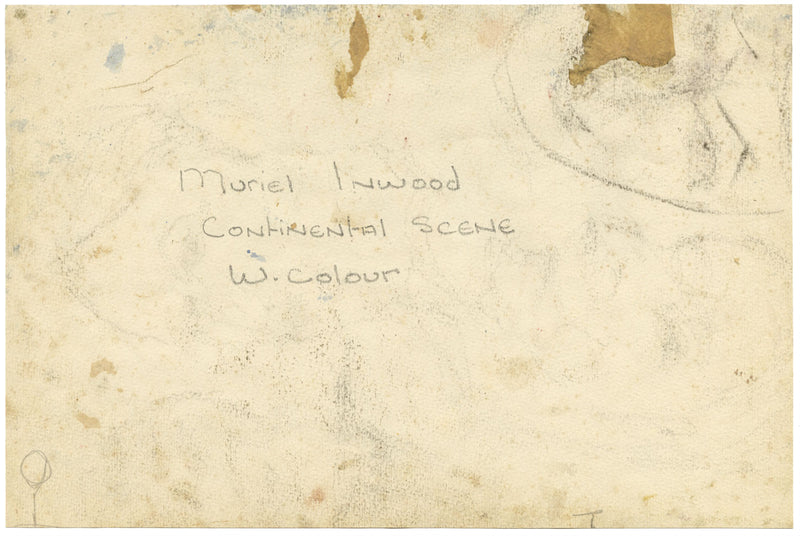 Muriel Inwood
Continental Scene
W. Colour